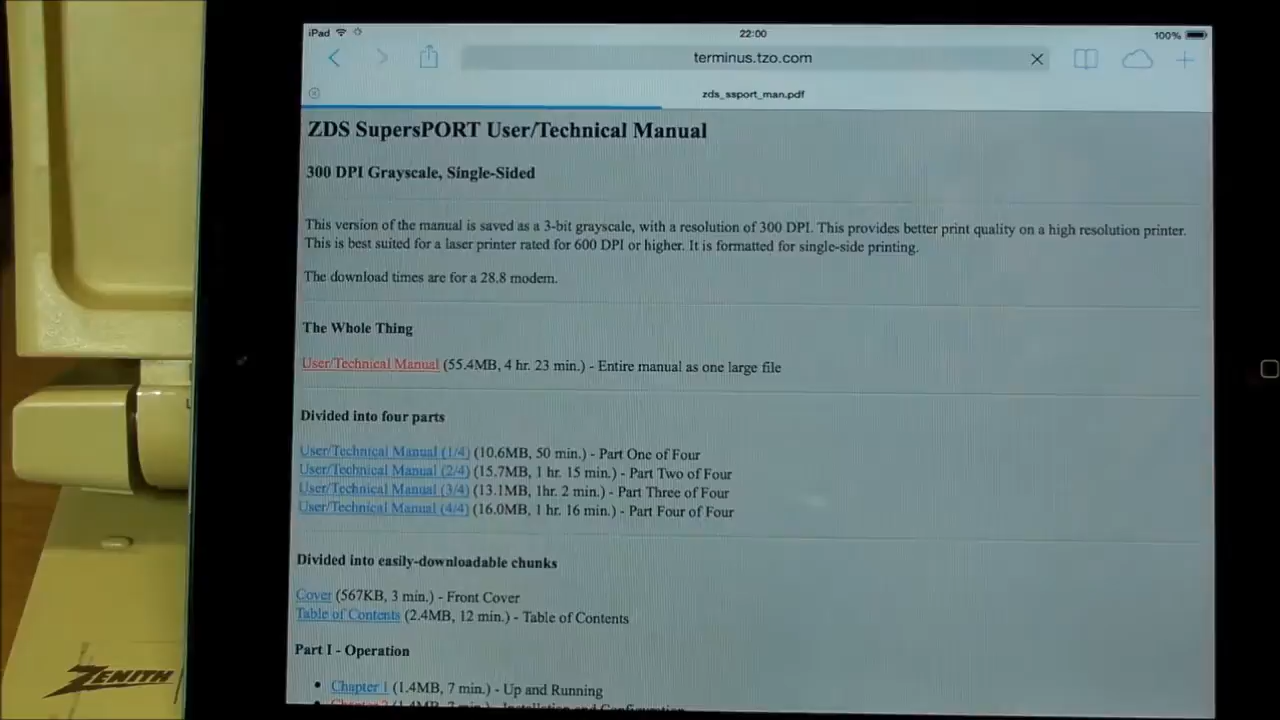 iPad 22:00 100%
terminus.tzo.com
zds_ssport_man.pdf
ZDS SupersPORT User/Technical Manual
300 DPI Grayscale, Single-Sided
This version of the manual is saved as a 3-bit grayscale, with a resolution of 300 DPI. This provides better print quality on a high resolution printer.
This is best suited for a laser printer rated for 600 DPI or higher. It is formatted for single-side printing.
The download times are for a 28.8 modem.
The Whole Thing
User/Technical Manual (55.4MB, 4 hr. 23 min.) - Entire manual as one large file
Divided into four parts
User/Technical Manual (1/4) (10.6MB, 50 min.) - Part One of Four
User/Technical Manual (2/4) (15.7MB, 1 hr. 15 min.) - Part Two of Four
User/Technical Manual (3/4) (13.1MB, 1hr. 2 min.) - Part Three of Four
User/Technical Manual (4/4) (16.0MB, 1 hr. 16 min.) - Part Four of Four
Divided into easily-downloadable chunks
Cover (567KB, 3 min.) - Front Cover
Table of Contents (2.4MB, 12 min.) - Table of Contents
Part I - Operation
Chapter 1 (1.4MB, 7 min.) - Up and Running
Chapter 2 (1.4MB, 7 min.) - Installation and Configuration
ZENITH